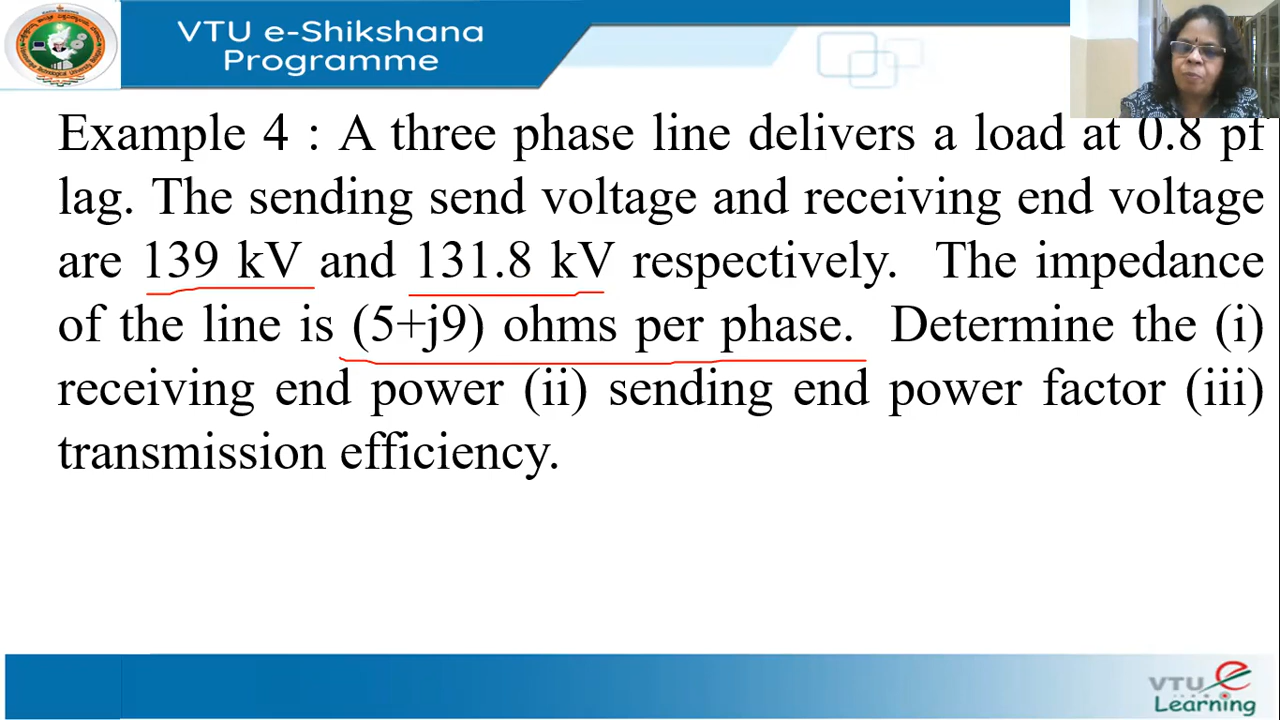 VTU e-Shikshana
Programme
Example 4 : A three phase line delivers a load at 0.8 pf
lag. The sending send voltage and receiving end voltage
are 139 kV and 131.8 kV respectively. The impedance
of the line is (5+j9) ohms per phase. Determine the (i)
receiving end power (ii) sending end power factor (iii)
transmission efficiency.
VTU e
Learning